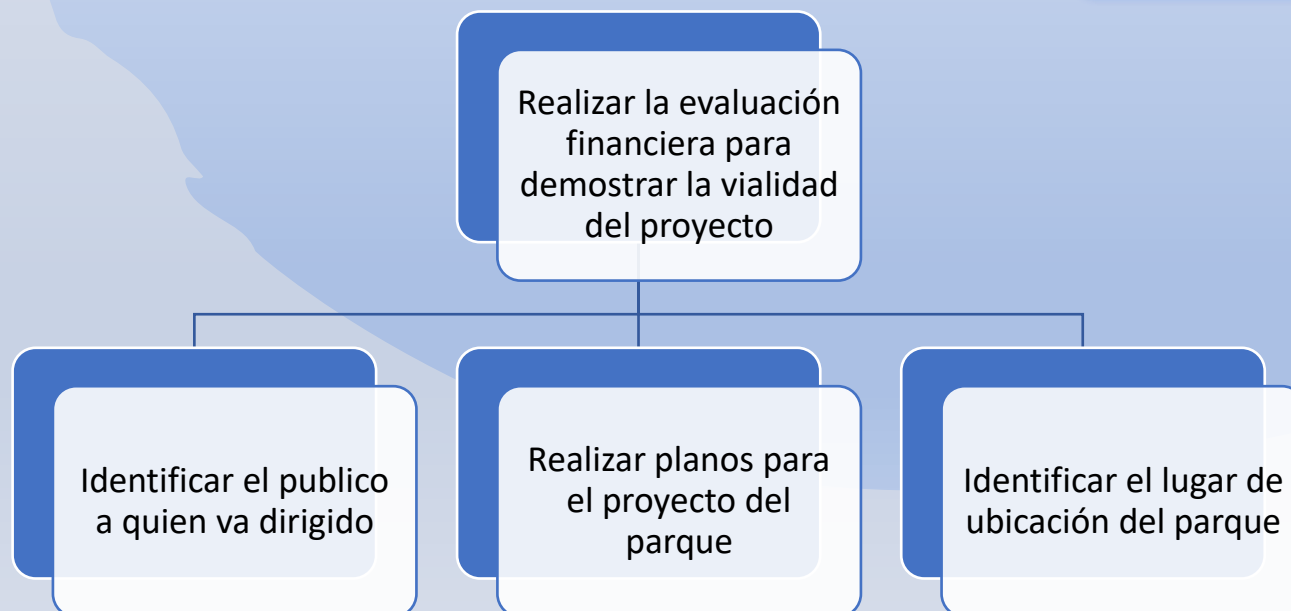 Realizar la evaluación
financiera para
demostrar la vialidad
del proyecto
Identificar el publico
a quien va dirigido
Realizar planos para
el proyecto del
parque
Identificar el lugar de
ubicación del parque